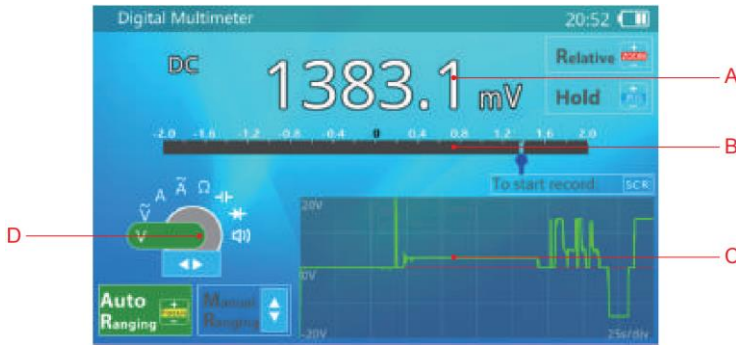 Digital Multimeter 20:52
DC 1383.1 mV
Relative
Hold
A
-2.0 -1.6 -1.2 -0.8 -0.4 0 0.4 0.8 1.2 1.6 2.0
B
To start record. SCR
Ṽ A Ã Ω
V
D
20V
0V
-20V
25s/div
C
Auto
Ranging
Manual
Ranging